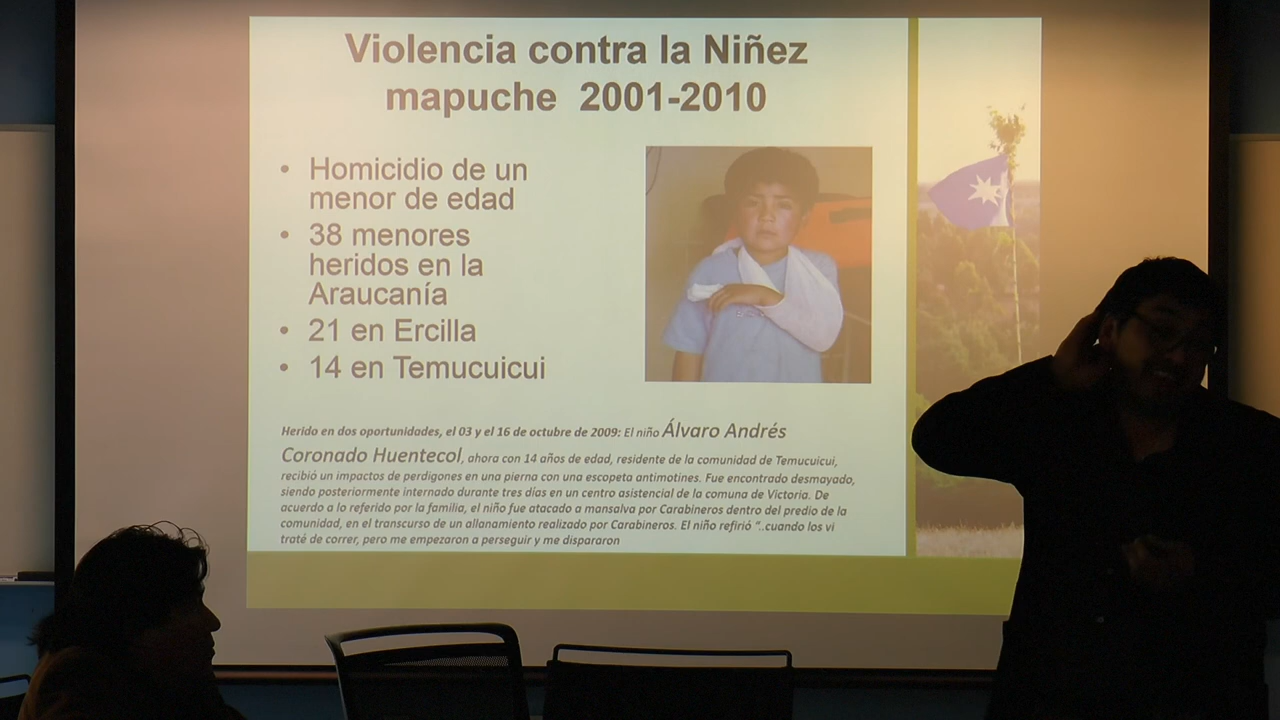 Violencia contra la Niñez
mapuche 2001-2010
• Homicidio de un
menor de edad
• 38 menores
heridos en la
Araucanía
• 21 en Ercilla
• 14 en Temucuicui
Herido en dos oportunidades, el 03 y el 16 de octubre de 2009: El niño Álvaro Andrés
Coronado Huentecol, ahora con 14 años de edad, residente de la comunidad de Temucuicui,
recibió un impactos de perdigones en una pierna con una escopeta antimotines. Fue encontrado desmayado,
siendo posteriormente internado durante tres días en un centro asistencial de la comuna de Victoria. De
acuerdo a lo referido por la familia, el niño fue atacado a mansalva por Carabineros dentro del predio de la
comunidad, en el transcurso de un allanamiento realizado por Carabineros. El niño refirió "..cuando los vi
traté de correr, pero me empezaron a perseguir y me dispararon